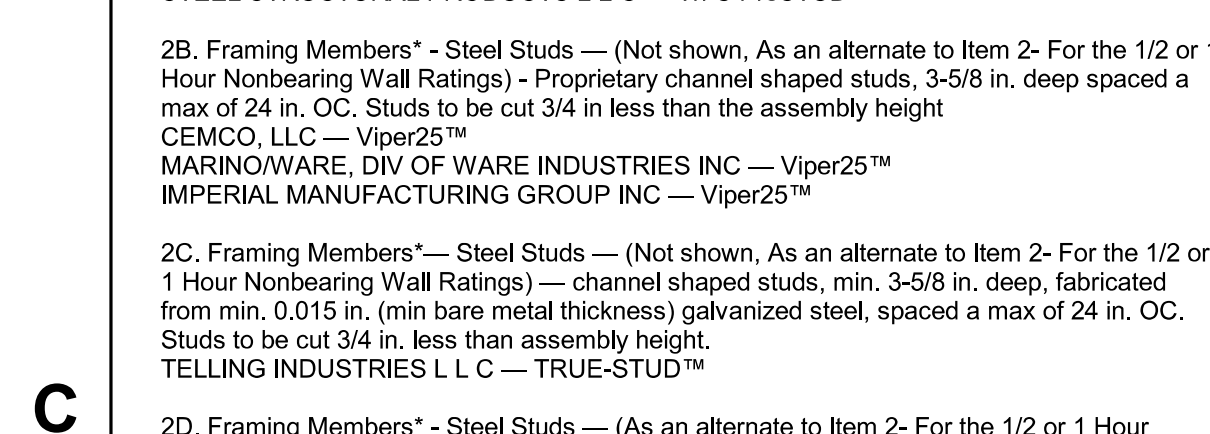 2B. Framing Members* - Steel Studs — (Not shown, As an alternate to Item 2- For the 1/2 or
Hour Nonbearing Wall Ratings) - Proprietary channel shaped studs, 3-5/8 in. deep spaced a
max of 24 in. OC. Studs to be cut 3/4 in less than the assembly height
CEMCO, LLC — Viper25™
MARINO/WARE, DIV OF WARE INDUSTRIES INC — Viper25™
IMPERIAL MANUFACTURING GROUP INC — Viper25™
2C. Framing Members*— Steel Studs — (Not shown, As an alternate to Item 2- For the 1/2 or
1 Hour Nonbearing Wall Ratings) — channel shaped studs, min. 3-5/8 in. deep, fabricated
from min. 0.015 in. (min bare metal thickness) galvanized steel, spaced a max of 24 in. OC.
Studs to be cut 3/4 in. less than assembly height.
TELLING INDUSTRIES L L C — TRUE-STUD™
C
2D. Framing Members* - Steel Studs — (As an alternate to Item 2- For the 1/2 or 1 Hour